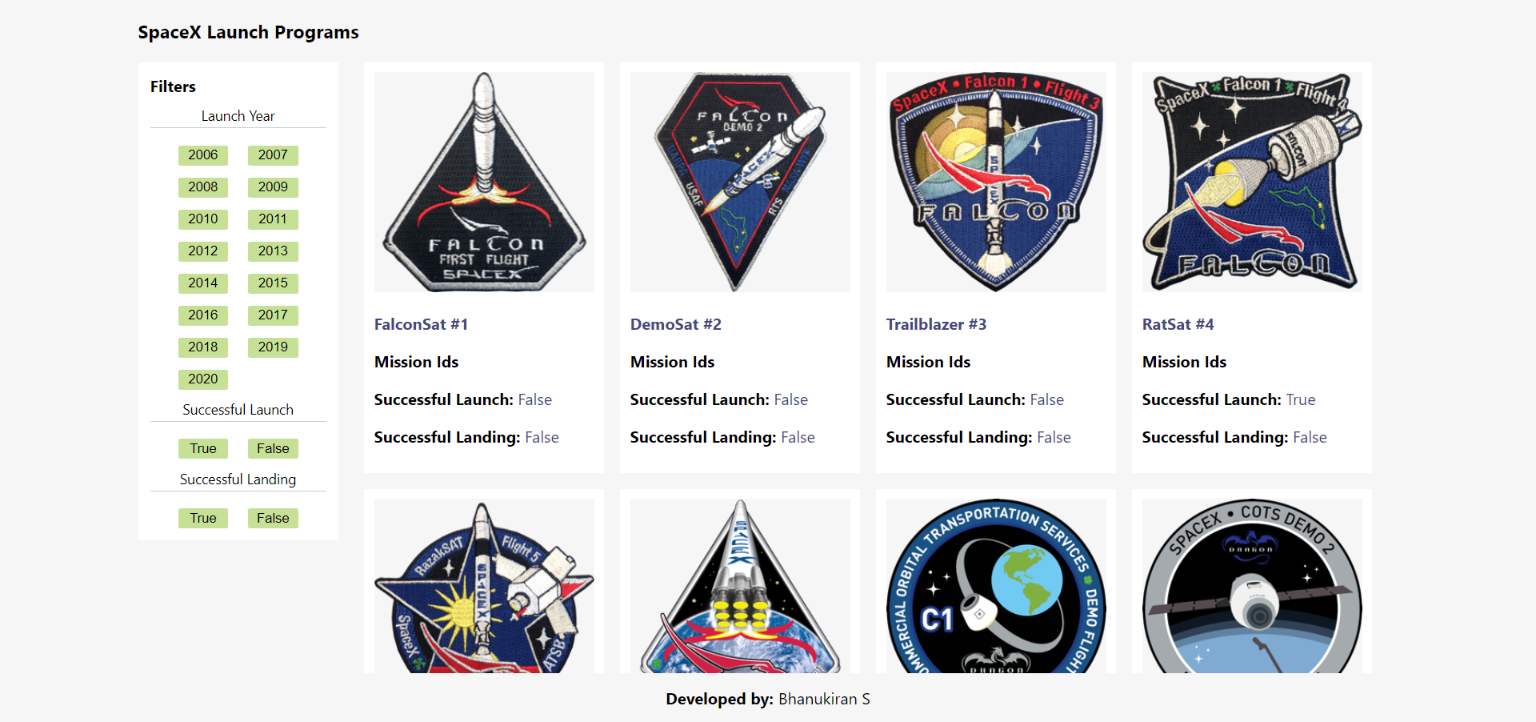 SpaceX Launch Programs
Filters
Launch Year
2006 2007
2008 2009
2010 2011
2012 2013
2014 2015
2016 2017
2018 2019
2020
Successful Launch
True False
Successful Landing
True False
FALCON
FIRST FLIGHT
SPACEX
FalconSat #1
Mission Ids
Successful Launch: False
Successful Landing: False
FALCON
DEMO 2
SPACEX
USAF
RTS
DemoSat #2
Mission Ids
Successful Launch: False
Successful Landing: False
SpaceX • Falcon 1 • Flight 3
SPACEX
FALCON
Trailblazer #3
Mission Ids
Successful Launch: False
Successful Landing: False
SpaceX Falcon 1 Flight 4
FALCON
FALCON
RatSat #4
Mission Ids
Successful Launch: True
Successful Landing: False
RazakSAT Flight 5
SPACEX
SpaceX
ATSB
SPACEX
COMMERCIAL ORBITAL TRANSPORTATION SERVICES DEMO FLIGHT
C1
DRAGON
SPACEX • COTS DEMO 2
DRAGON
Developed by: Bhanukiran S